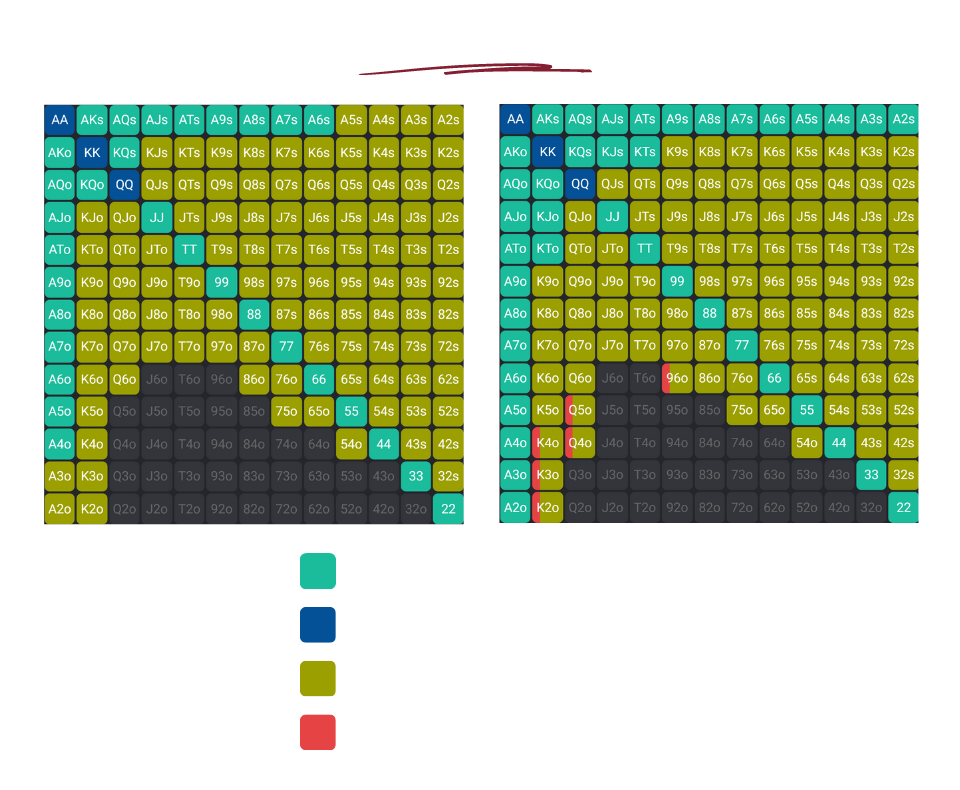 AA AKs AQs AJs ATs A9s A8s A7s A6s A5s A4s A3s A2s
AKo KK KQs KJs KTs K9s K8s K7s K6s K5s K4s K3s K2s
AQo KQo QQ QJs QTs Q9s Q8s Q7s Q6s Q5s Q4s Q3s Q2s
AJo KJo QJo JJ JTs J9s J8s J7s J6s J5s J4s J3s J2s
ATo KTo QTo JTo TT T9s T8s T7s T6s T5s T4s T3s T2s
A9o K9o Q9o J9o T9o 99 98s 97s 96s 95s 94s 93s 92s
A8o K8o Q8o J8o T8o 98o 88 87s 86s 85s 84s 83s 82s
A7o K7o Q7o J7o T7o 97o 87o 77 76s 75s 74s 73s 72s
A6o K6o Q6o J6o T6o 96o 86o 76o 66 65s 64s 63s 62s
A5o K5o Q5o J5o T5o 95o 85o 75o 65o 55 54s 53s 52s
A4o K4o Q4o J4o T4o 94o 84o 74o 64o 54o 44 43s 42s
A3o K3o Q3o J3o T3o 93o 83o 73o 63o 53o 43o 33 32s
A2o K2o Q2o J2o T2o 92o 82o 72o 62o 52o 42o 32o 22
AA AKs AQs AJs ATs A9s A8s A7s A6s A5s A4s A3s A2s
AKo KK KQs KJs KTs K9s K8s K7s K6s K5s K4s K3s K2s
AQo KQo QQ QJs QTs Q9s Q8s Q7s Q6s Q5s Q4s Q3s Q2s
AJo KJo QJo JJ JTs J9s J8s J7s J6s J5s J4s J3s J2s
ATo KTo QTo JTo TT T9s T8s T7s T6s T5s T4s T3s T2s
A9o K9o Q9o J9o T9o 99 98s 97s 96s 95s 94s 93s 92s
A8o K8o Q8o J8o T8o 98o 88 87s 86s 85s 84s 83s 82s
A7o K7o Q7o J7o T7o 97o 87o 77 76s 75s 74s 73s 72s
A6o K6o Q6o J6o T6o 96o 86o 76o 66 65s 64s 63s 62s
A5o K5o Q5o J5o T5o 95o 85o 75o 65o 55 54s 53s 52s
A4o K4o Q4o J4o T4o 94o 84o 74o 64o 54o 44 43s 42s
A3o K3o Q3o J3o T3o 93o 83o 73o 63o 53o 43o 33 32s
A2o K2o Q2o J2o T2o 92o 82o 72o 62o 52o 42o 32o 22